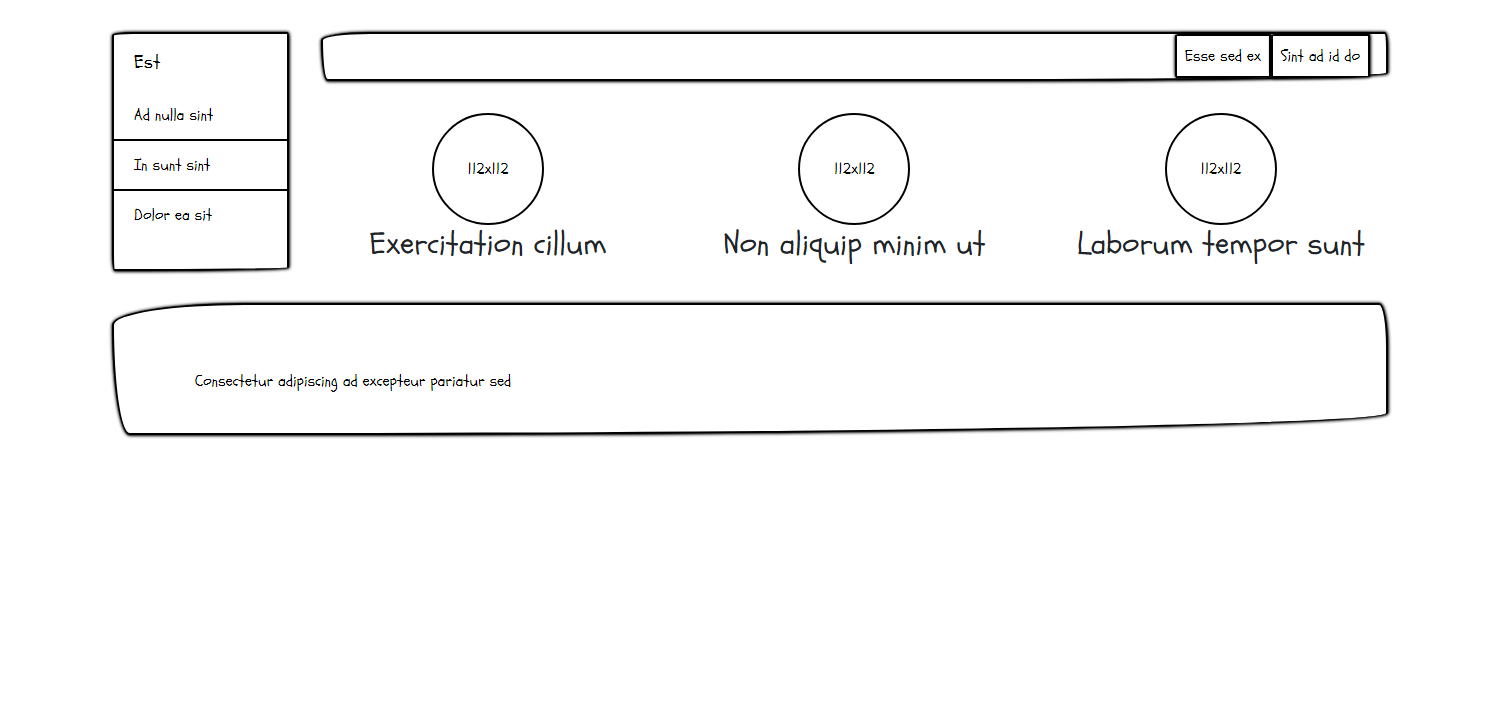 Est
Ad nulla sint
In sunt sint
Dolor ea sit
Esse sed ex
Sint ad id do
112x112
112x112
112x112
Exercitation cillum
Non aliquip minim ut
Laborum tempor sunt
Consectetur adipiscing ad excepteur pariatur sed